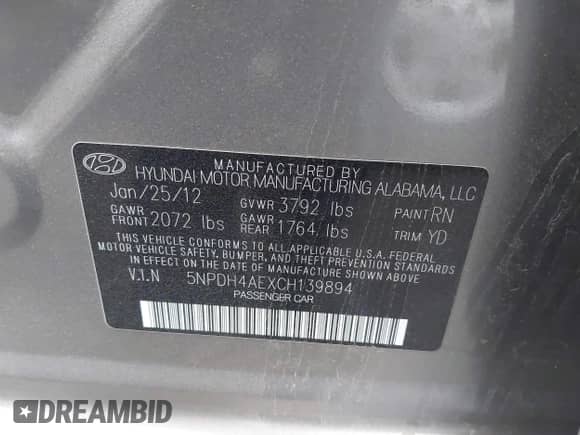 MANUFACTURED BY
HYUNDAI MOTOR MANUFACTURING ALABAMA, LLC
Jan/25/12 GVWR 3792 lbs PAINT RN
GAWR FRONT 2072 lbs GAWR REAR 1764 lbs TRIM YD
THIS VEHICLE CONFORMS TO ALL APPLICABLE U.S.A. FEDERAL
MOTOR VEHICLE SAFETY, BUMPER, AND THEFT PREVENTION STANDARDS
IN EFFECT ON THE DATE OF MANUFACTURE SHOWN ABOVE
V.I.N 5NPDH4AEXCH139894
PASSENGER CAR
DREAMBID